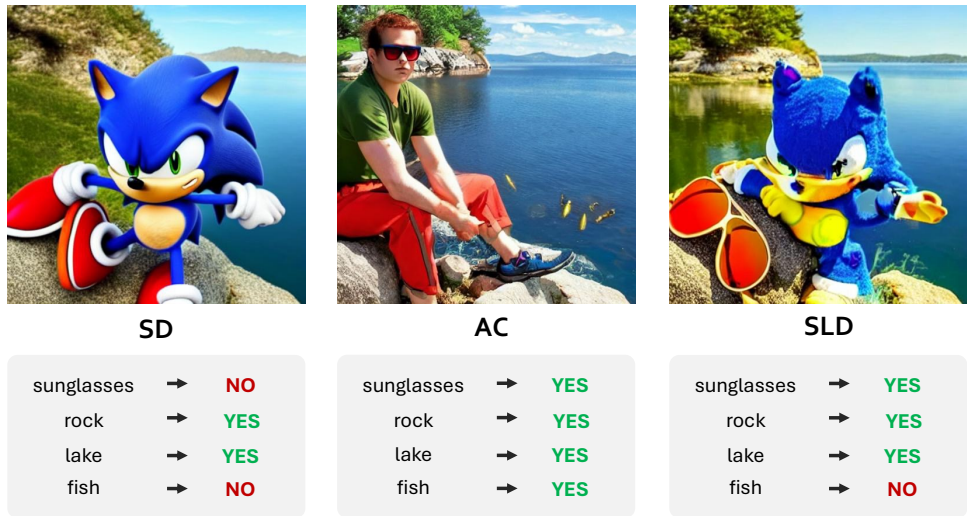 SD
AC
SLD
sunglasses → NO
rock → YES
lake → YES
fish → NO
sunglasses → YES
rock → YES
lake → YES
fish → YES
sunglasses → YES
rock → YES
lake → YES
fish → NO